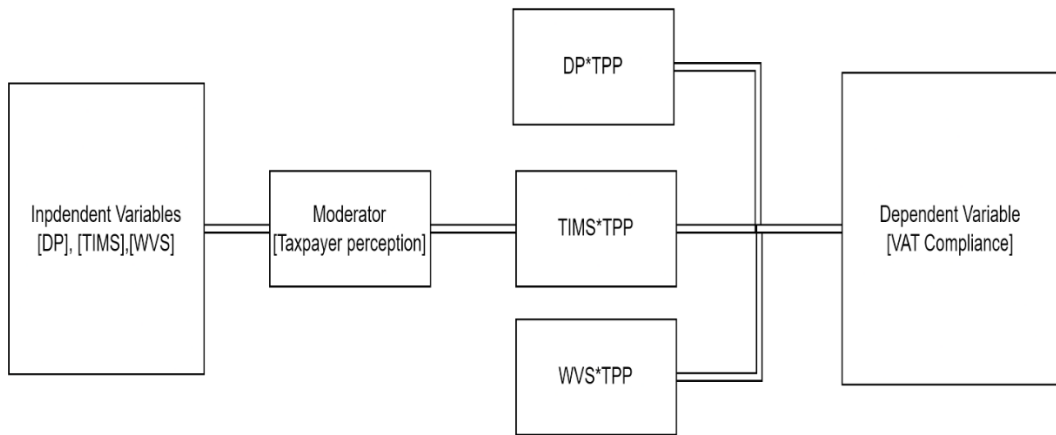 Inpdendent Variables
[DP], [TIMS],[WVS]
Moderator
[Taxpayer perception]
DP*TPP
TIMS*TPP
WVS*TPP
Dependent Variable
[VAT Compliance]